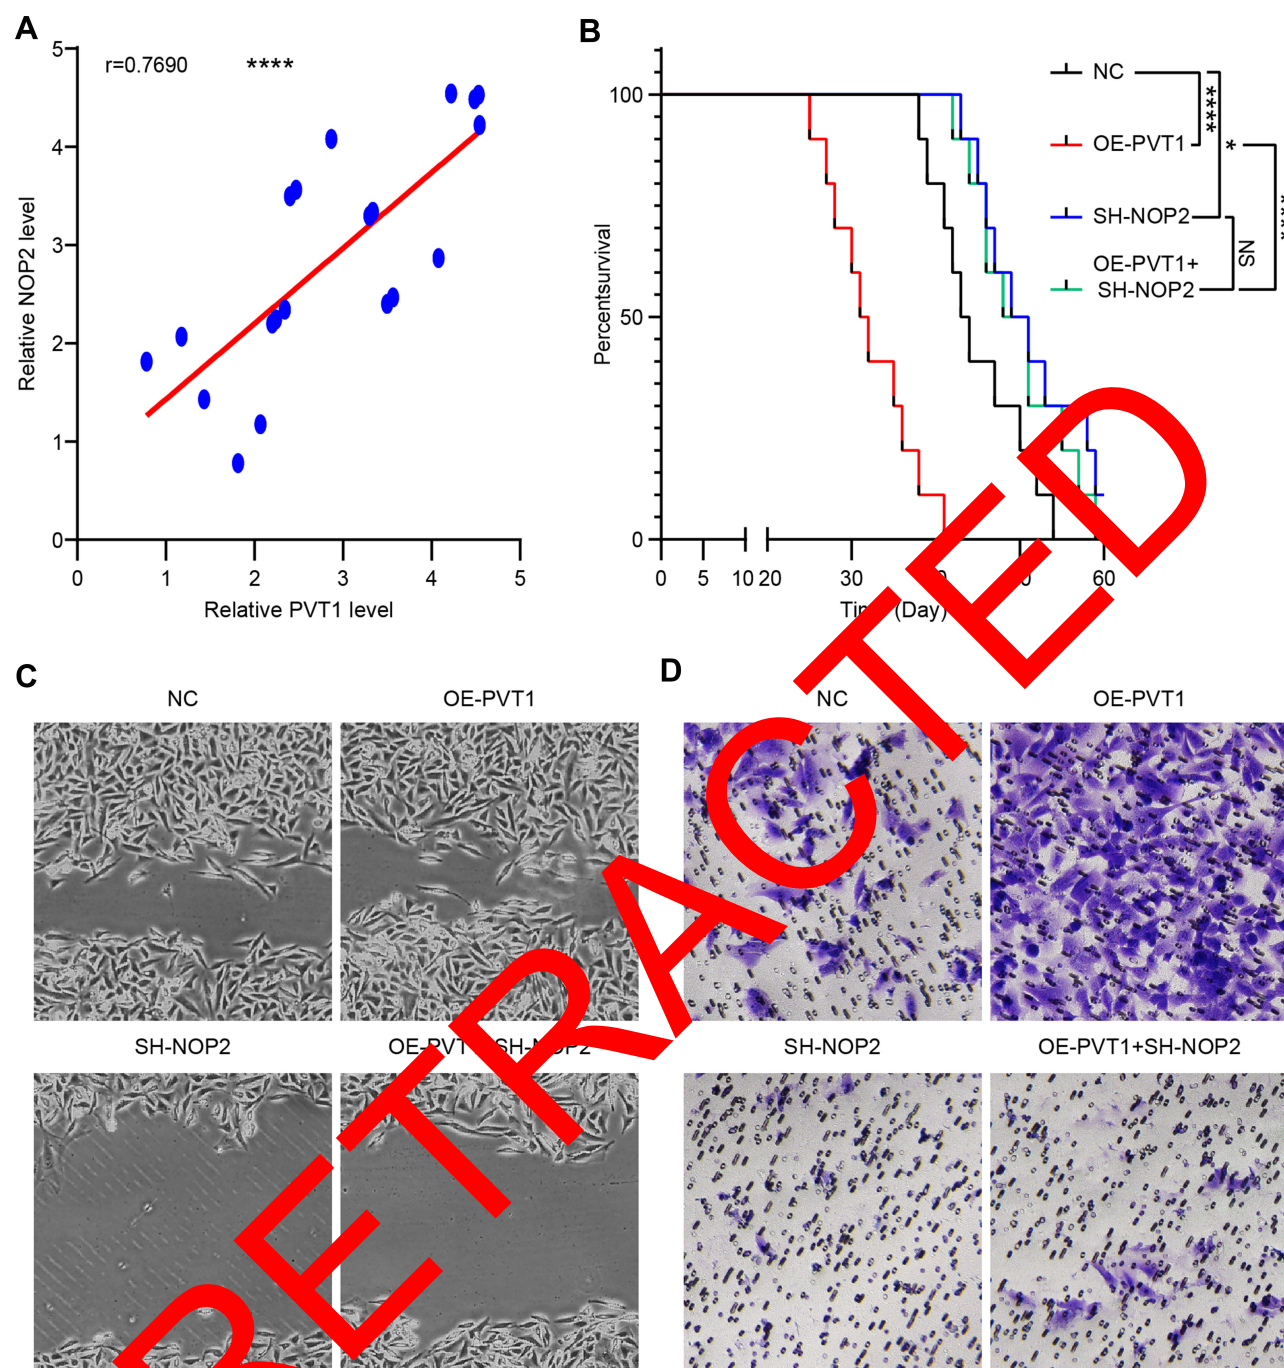 A
r=0.7690 ****
Relative NOP2 level
5
4
3
2
1
0
0 1 2 3 4 5
Relative PVT1 level
B
Percentsurvival
100
50
0
0 5 10 20 30 60
(Day)
NC
OE-PVT1
SH-NOP2
OE-PVT1+
SH-NOP2
****
*
NS
****
C
NC OE-PVT1
SH-NOP2
D
NC OE-PVT1
SH-NOP2 OE-PVT1+SH-NOP2
RETRACTED